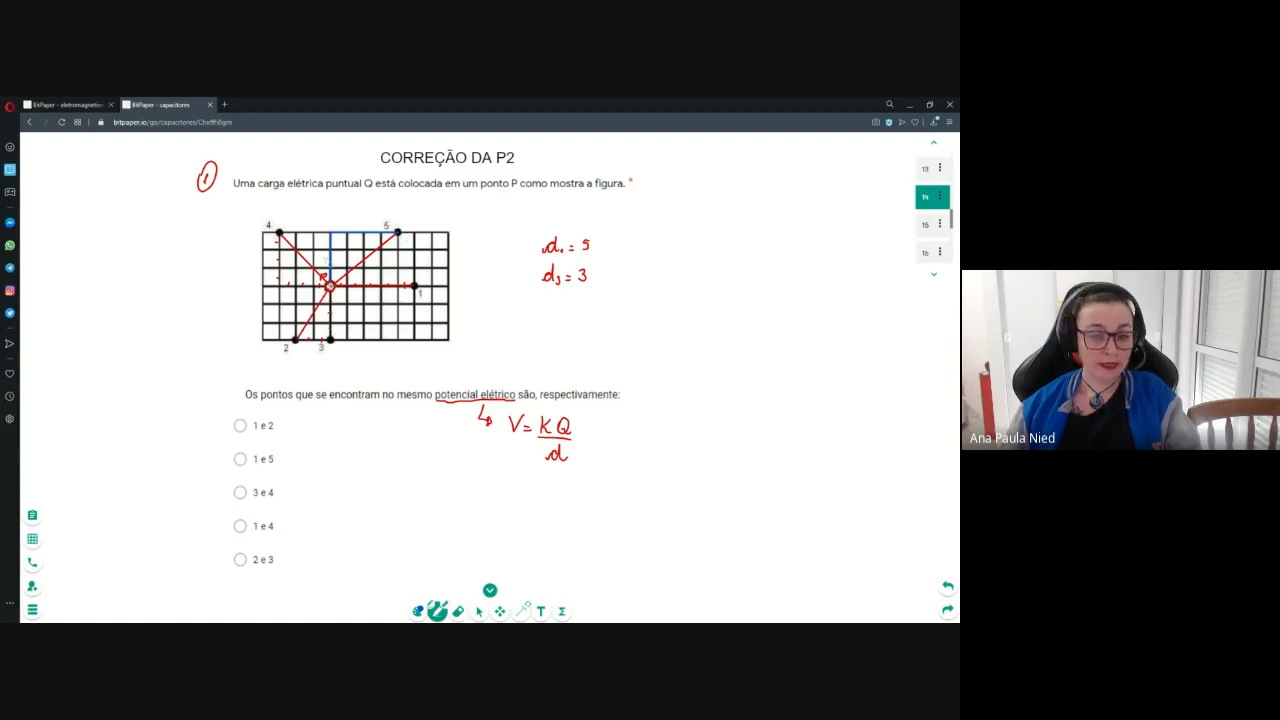 BitPaper - eletromagnetism
BitPaper - capacitores
bitpaper.io/go/capacitores/Chxffh8gm
CORREÇÃO DA P2
1
Uma carga elétrica puntual Q está colocada em um ponto P como mostra a figura. *
4
5
1
2
3
d₁ = 5
d₃ = 3
Os pontos que se encontram no mesmo potencial elétrico são, respectivamente:
V = KQ
d
1 e 2
1 e 5
3 e 4
1 e 4
2 e 3
13
14
15
16
T
Σ
Ana Paula Nied